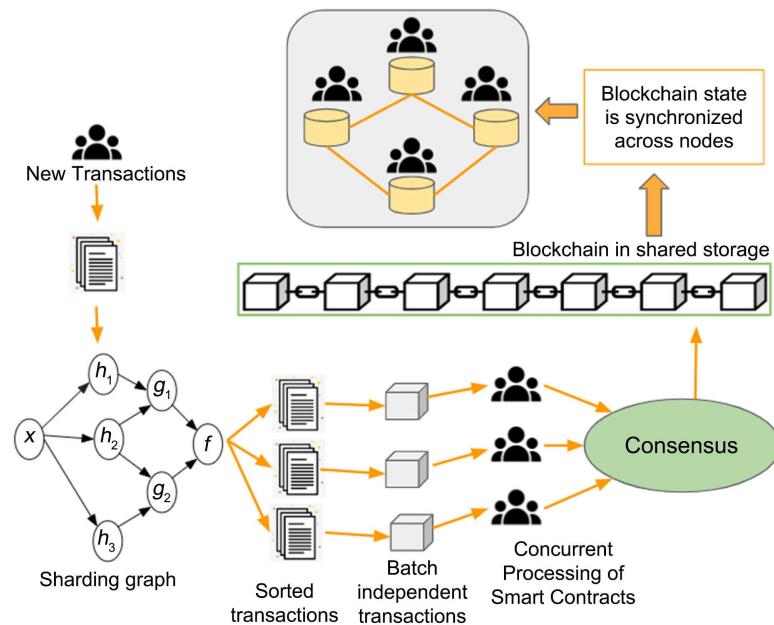 Blockchain state
is synchronized
across nodes
New Transactions
Blockchain in shared storage
h₁
g₁
x
h₂
f
g₂
h₃
Consensus
Sharding graph
Sorted
transactions
Batch
independent
transactions
Concurrent
Processing of
Smart Contracts